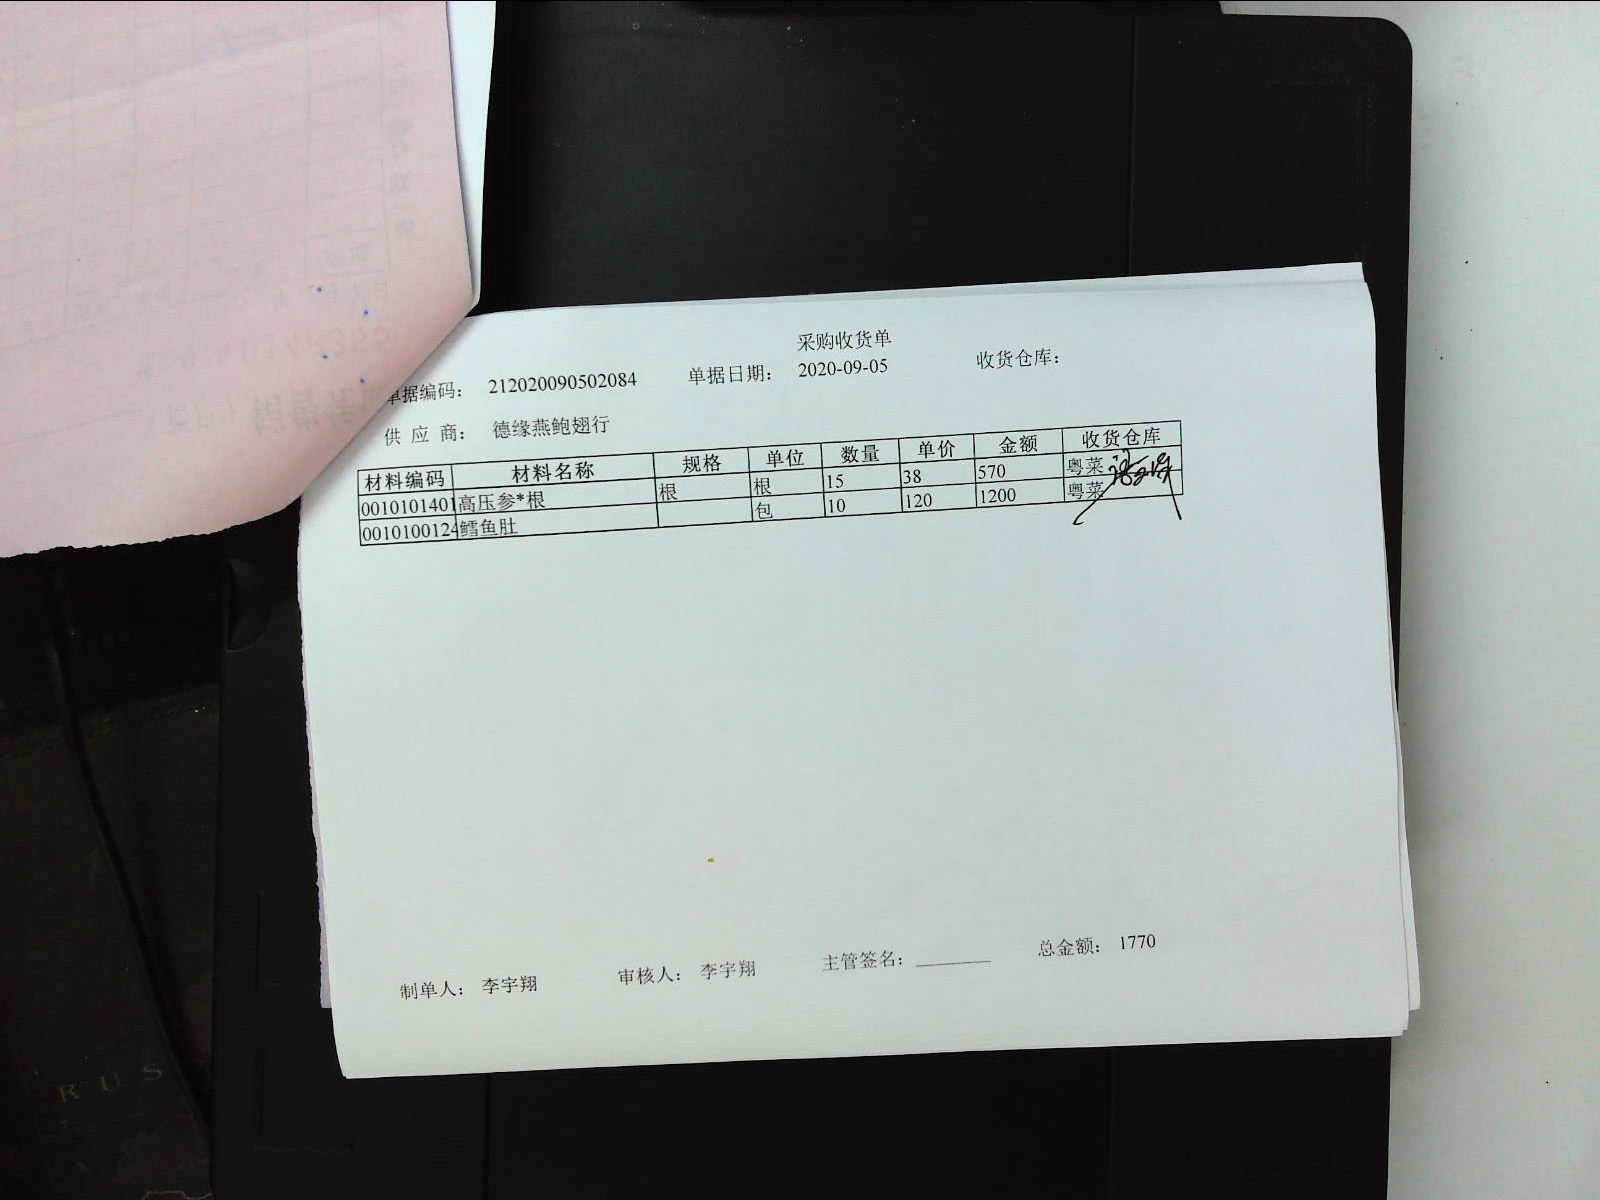 采购收货单
单据编码： 212020090502084 单据日期： 2020-09-05 收货仓库：
供 应 商： 德缘燕鲍翅行
材料编码 材料名称 规格 单位 数量 单价 金额 收货仓库
0010101401 高压参*根 根 根 15 38 570 粤菜
0010100124 鳕鱼肚 包 10 120 1200 粤菜
制单人： 李宇翔 审核人： 李宇翔 主管签名： 总金额： 1770
RUS